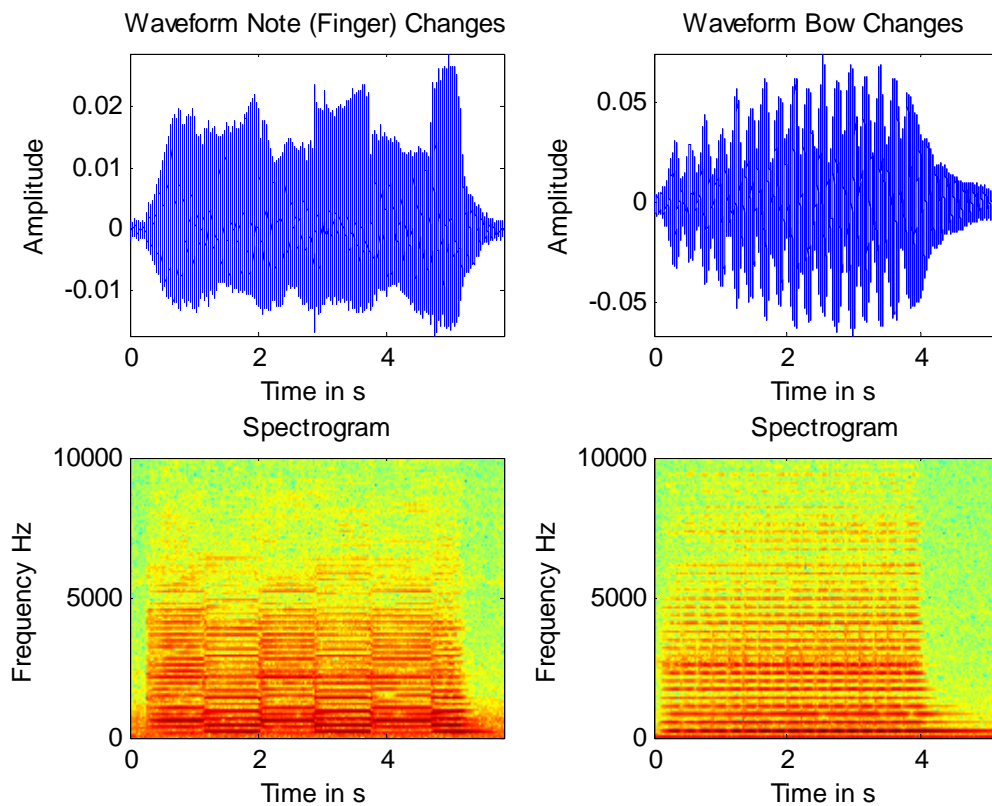 Waveform Note (Finger) Changes
0.02
0.01
0
-0.01
Amplitude
0 2 4
Time in s
Waveform Bow Changes
0.05
0
-0.05
Amplitude
0 2 4
Time in s
Spectrogram
10000
5000
0
Frequency Hz
0 2 4
Time in s
Spectrogram
10000
5000
0
Frequency Hz
0 2 4
Time in s